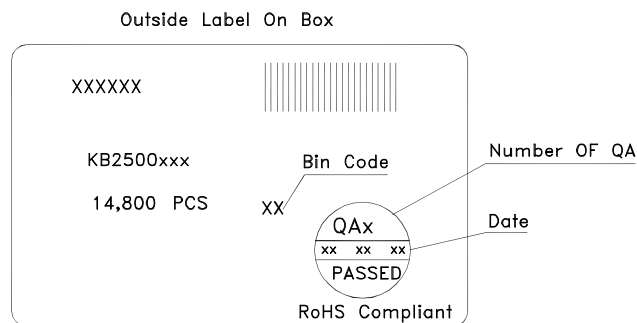 Outside Label On Box
XXXXXX
KB2500xxx
Bin Code
Number OF QA
14,800 PCS
XX
QAx
Date
xx xx xx
PASSED
RoHS Compliant